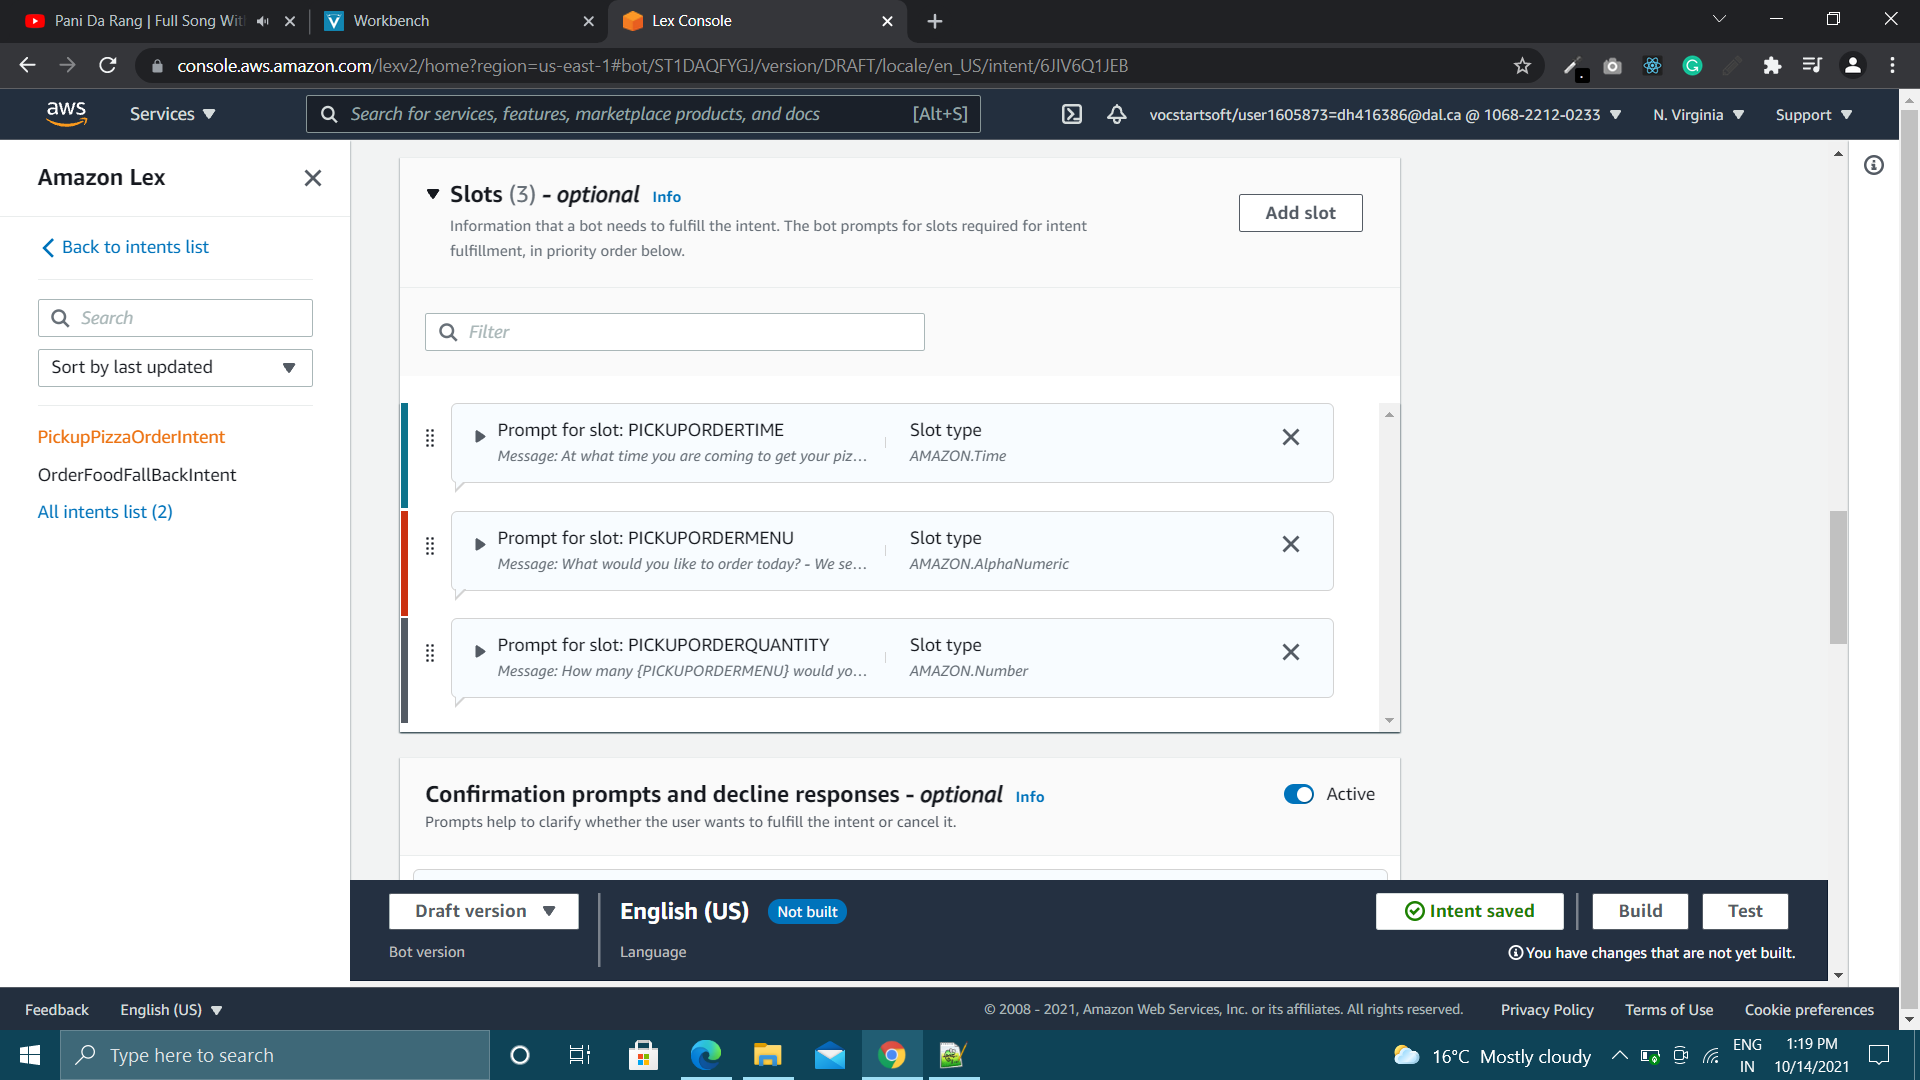 Pani Da Rang | Full Song Wit
Workbench
Lex Console
console.aws.amazon.com/lexv2/home?region=us-east-1#bot/ST1DAQFYGJ/version/DRAFT/locale/en_US/intent/6JIV6Q1JEB
aws
Services
Search for services, features, marketplace products, and docs
[Alt+S]
vocstartsoft/user1605873=dh416386@dal.ca @ 1068-2212-0233
N. Virginia
Support
Amazon Lex
Back to intents list
Search
Sort by last updated
PickupPizzaOrderIntent
OrderFoodFallBackIntent
All intents list (2)
Slots (3) - optional Info
Information that a bot needs to fulfill the intent. The bot prompts for slots required for intent
fulfillment, in priority order below.
Add slot
Filter
Prompt for slot: PICKUPORDERTIME
Message: At what time you are coming to get your piz...
Slot type
AMAZON.Time
Prompt for slot: PICKUPORDERMENU
Message: What would you like to order today? - We se...
Slot type
AMAZON.AlphaNumeric
Prompt for slot: PICKUPORDERQUANTITY
Message: How many {PICKUPORDERMENU} would yo...
Slot type
AMAZON.Number
Confirmation prompts and decline responses - optional Info
Prompts help to clarify whether the user wants to fulfill the intent or cancel it.
Active
Draft version
Bot version
English (US) Not built
Language
Intent saved
Build
Test
You have changes that are not yet built.
Feedback
English (US)
© 2008 - 2021, Amazon Web Services, Inc. or its affiliates. All rights reserved.
Privacy Policy
Terms of Use
Cookie preferences
Type here to search
16°C Mostly cloudy
ENG
IN
1:19 PM
10/14/2021